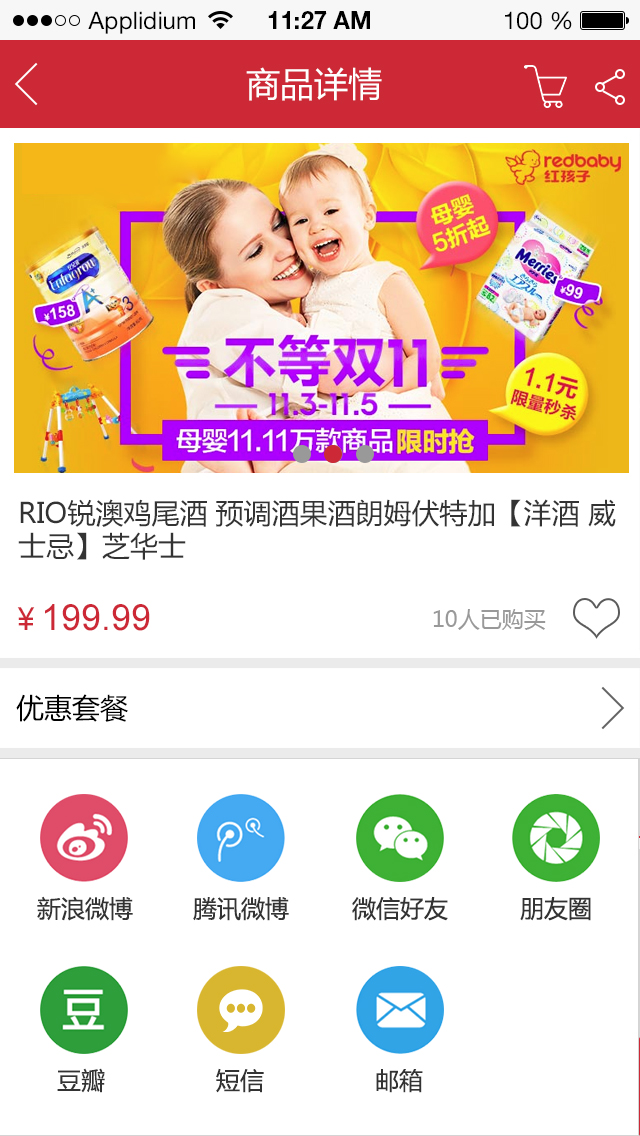 Applidium 11:27 AM 100 %
商品详情
redbaby
红孩子
母婴
5折起
Enfagrow
A+
3
¥158
Merries
¥99
不等双11
11.3-11.5
1.1元
限量秒杀
母婴11.11万款商品限时抢
RIO锐澳鸡尾酒 预调酒果酒朗姆伏特加【洋酒 威
士忌】芝华士
¥ 199.99
10人已购买
优惠套餐
新浪微博 腾讯微博 微信好友 朋友圈
豆
豆瓣 短信 邮箱